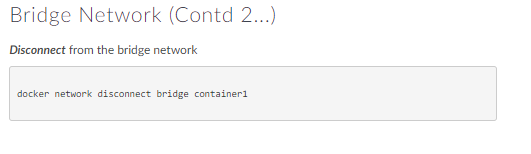 Bridge Network (Contd 2...)
Disconnect from the bridge network
docker network disconnect bridge container1